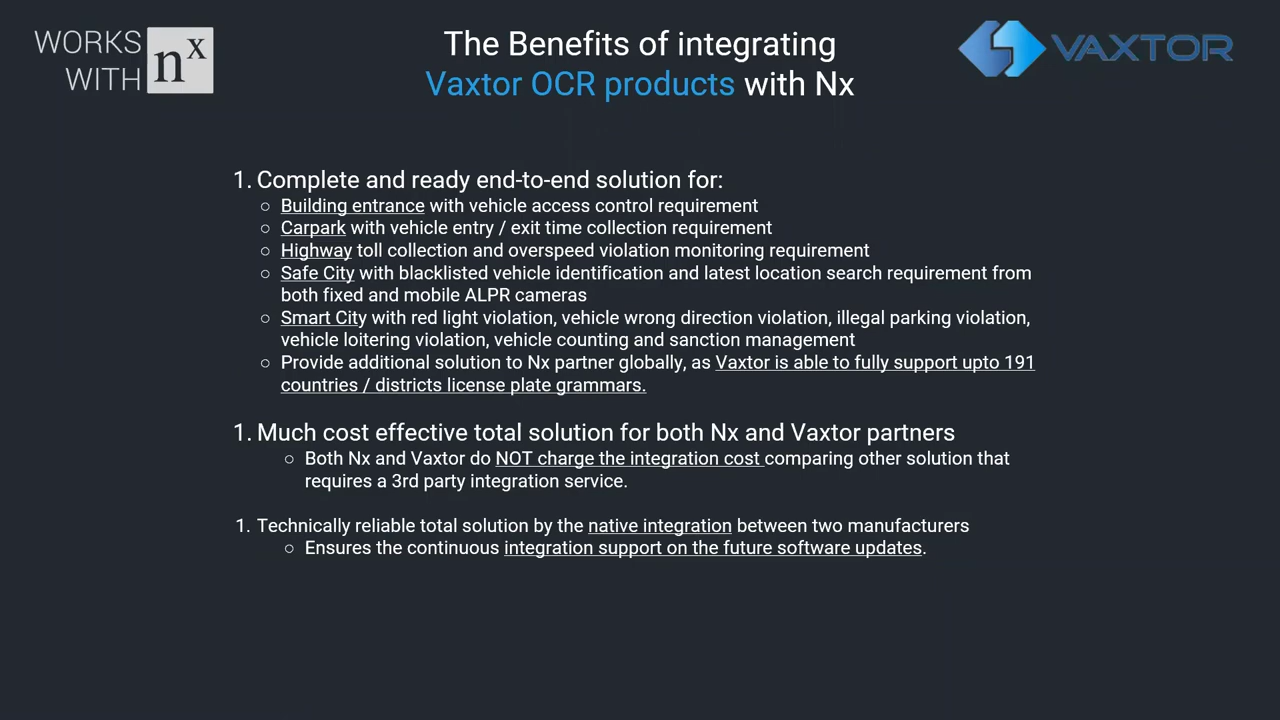 WORKS
WITH nx
The Benefits of integrating
Vaxtor OCR products with Nx
VAXTOR
1. Complete and ready end-to-end solution for:
○ Building entrance with vehicle access control requirement
○ Carpark with vehicle entry / exit time collection requirement
○ Highway toll collection and overspeed violation monitoring requirement
○ Safe City with blacklisted vehicle identification and latest location search requirement from
both fixed and mobile ALPR cameras
○ Smart City with red light violation, vehicle wrong direction violation, illegal parking violation,
vehicle loitering violation, vehicle counting and sanction management
○ Provide additional solution to Nx partner globally, as Vaxtor is able to fully support upto 191
countries / districts license plate grammars.
1. Much cost effective total solution for both Nx and Vaxtor partners
○ Both Nx and Vaxtor do NOT charge the integration cost comparing other solution that
requires a 3rd party integration service.
1. Technically reliable total solution by the native integration between two manufacturers
○ Ensures the continuous integration support on the future software updates.